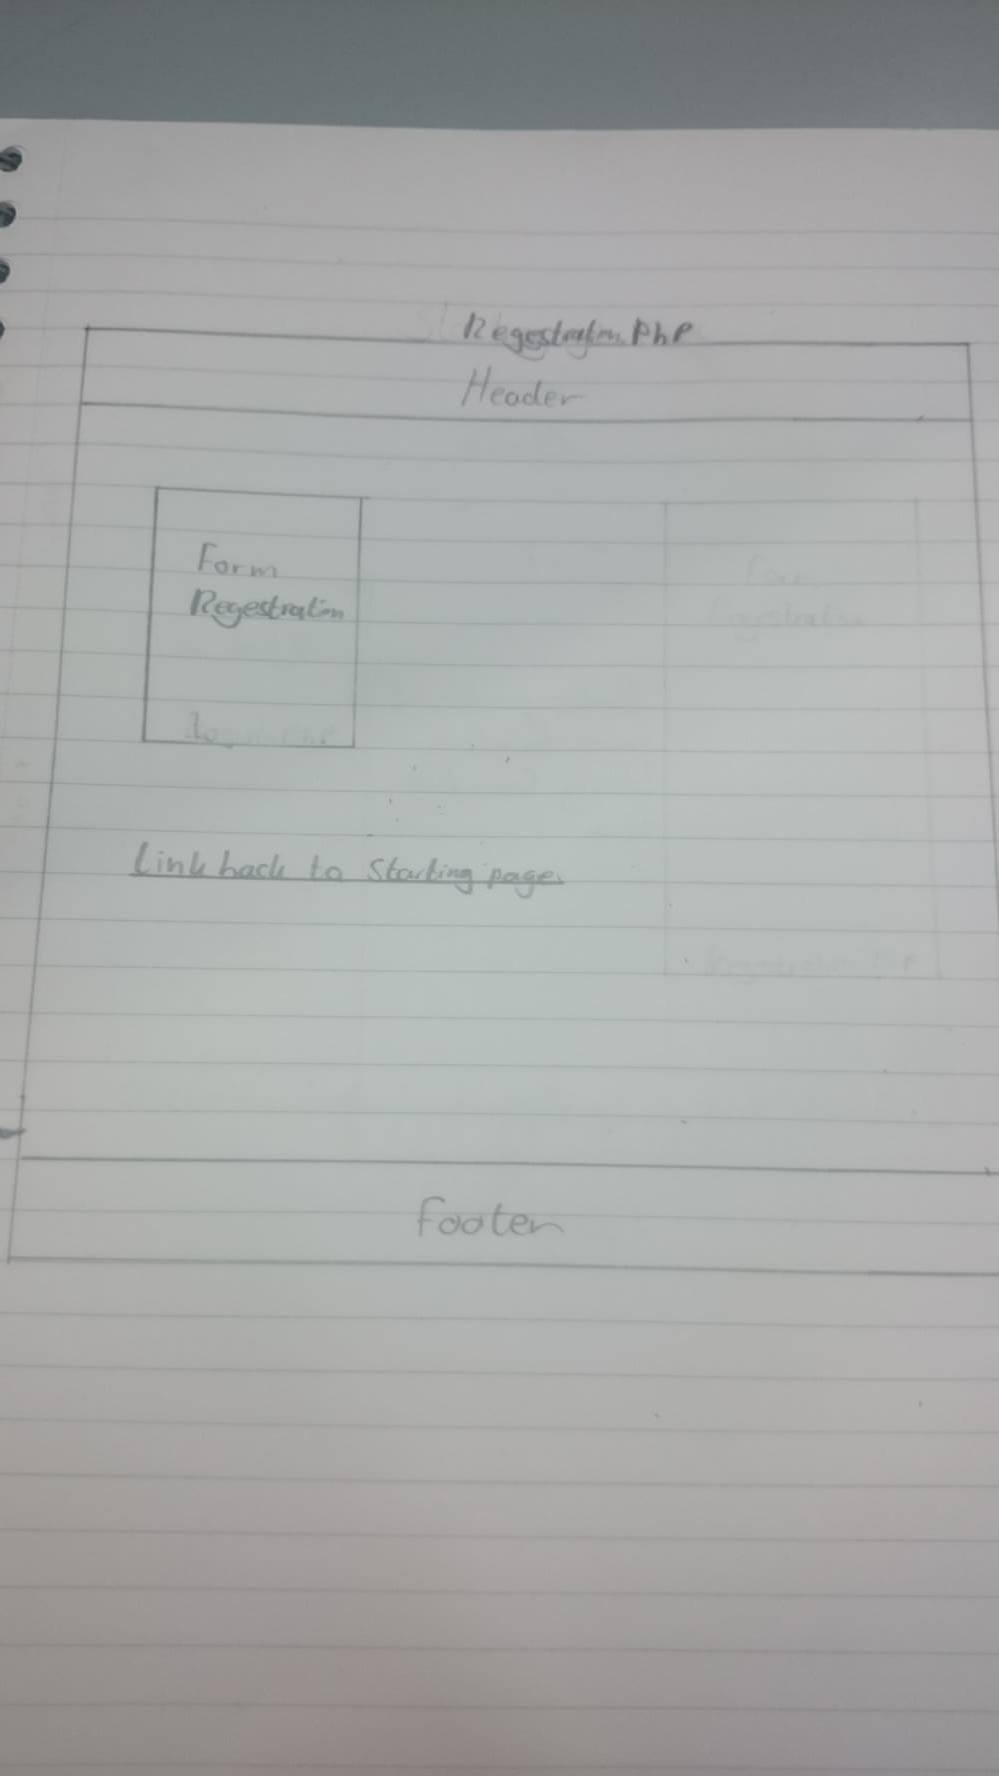 Regestration.PhP
Header
Form
Regestration
Link back to Starting page.
Footer